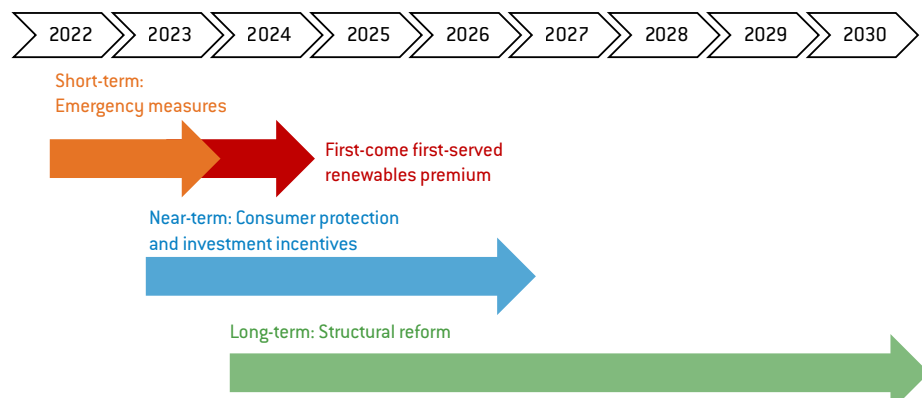 2022 2023 2024 2025 2026 2027 2028 2029 2030
Short-term:
Emergency measures
First-come first-served
renewables premium
Near-term: Consumer protection
and investment incentives
Long-term: Structural reform